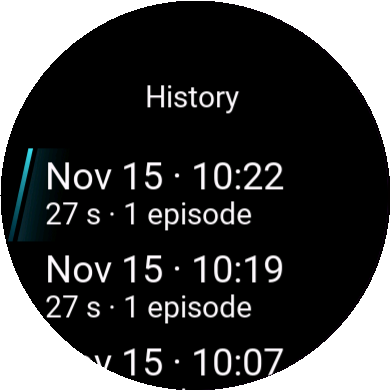 History
Nov 15 · 10:22
27 s · 1 episode
Nov 15 · 10:19
27 s · 1 episode
15 · 10:07